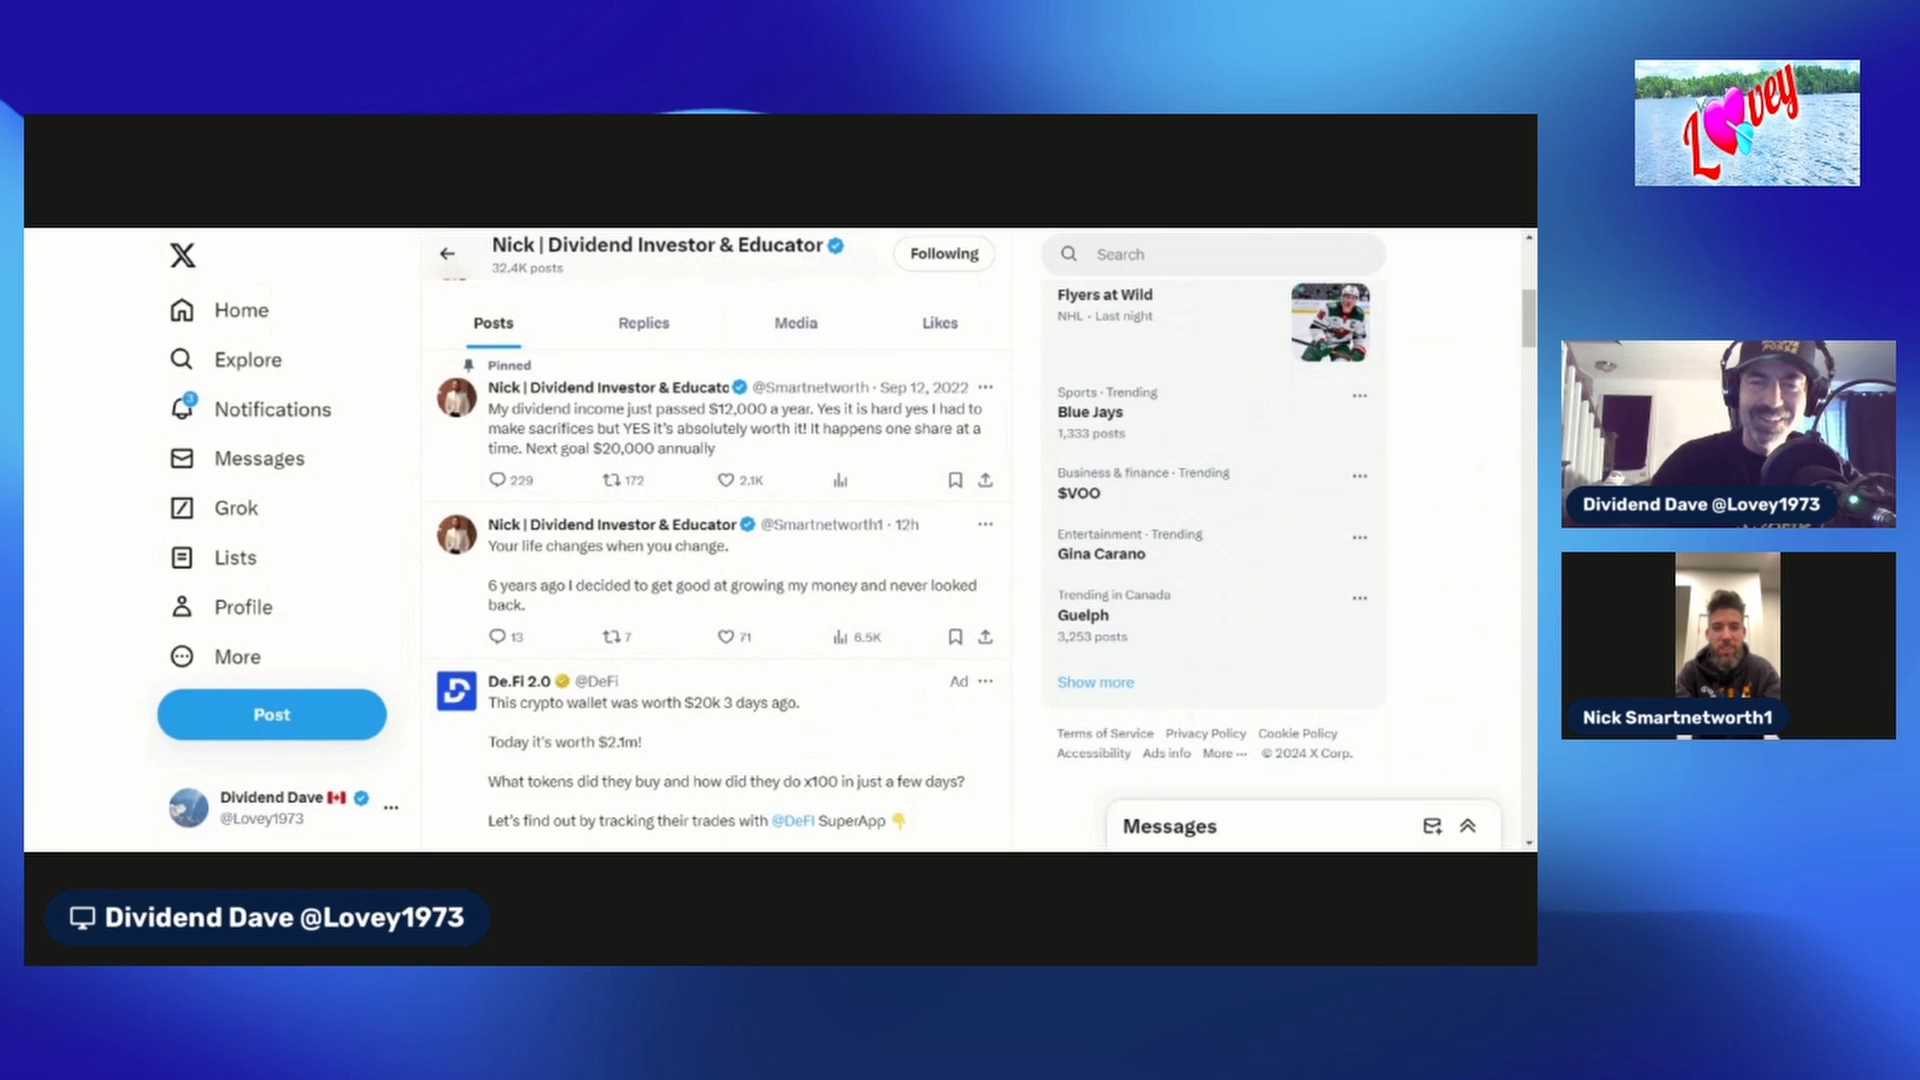 Lovey
X
Home
Explore
3
Notifications
Messages
Grok
Lists
Profile
More
Post
Dividend Dave 🇨🇦
@Lovey1973
Nick | Dividend Investor & Educator
32.4K posts
Following
Posts Replies Media Likes
Pinned
Nick | Dividend Investor & Educato @Smartnetworth · Sep 12, 2022
My dividend income just passed $12,000 a year. Yes it is hard yes I had to
make sacrifices but YES it's absolutely worth it! It happens one share at a
time. Next goal $20,000 annually
229 172 2.1K
Nick | Dividend Investor & Educator @Smartnetworth1 · 12h
Your life changes when you change.
6 years ago I decided to get good at growing my money and never looked
back.
13 7 71 6.5K
De.Fi 2.0 @DeFi Ad
This crypto wallet was worth $20k 3 days ago.
Today it's worth $2.1m!
What tokens did they buy and how did they do x100 in just a few days?
Let's find out by tracking their trades with @DeFi SuperApp 👇
Search
Flyers at Wild
NHL · Last night
Sports · Trending
Blue Jays
1,333 posts
Business & finance · Trending
$VOO
Entertainment · Trending
Gina Carano
Trending in Canada
Guelph
3,253 posts
Show more
Terms of Service Privacy Policy Cookie Policy
Accessibility Ads info More ··· © 2024 X Corp.
Messages
Dividend Dave @Lovey1973
Nick Smartnetworth1
Dividend Dave @Lovey1973